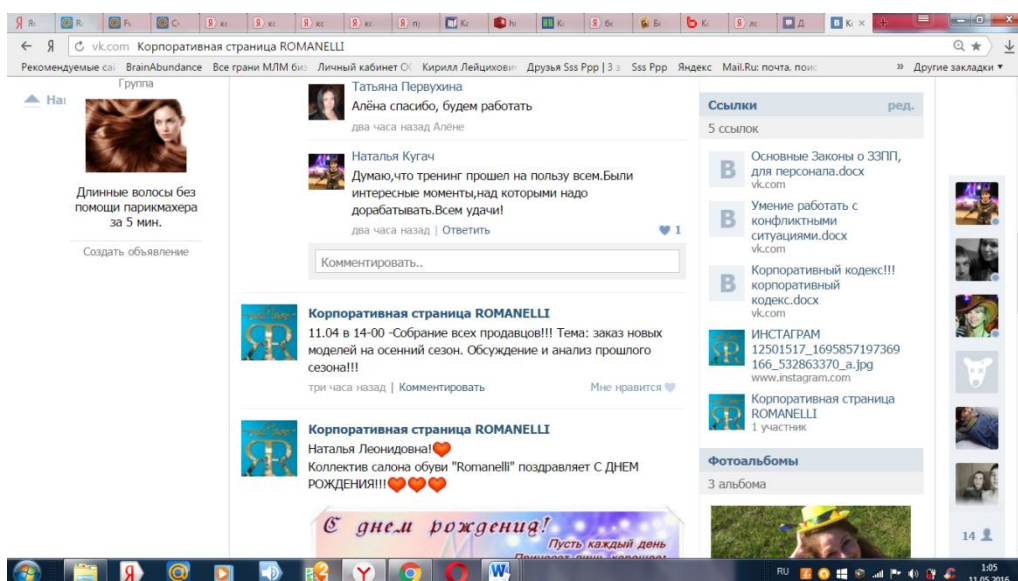 vk.com Корпоративная страница ROMANELLI
Рекомендуемые BrainAbundance Все грани МЛМ Личный кабинет Кирилл Друзья Sss Ppp | Sss Ppp Яндекс Mail.Ru: почта, » Другие закладки ▾
Группа
Длинные волосы без
помощи парикмахера
за 5 мин.
Создать объявление
Татьяна Первухина
Алёна спасибо, будем работать
два часа назад Алёне
Наталья Кугач
Думаю,что тренинг прошел на пользу всем.Были
интересные моменты,над которыми надо
дорабатывать.Всем удачи!
два часа назад | Ответить 1
Комментировать..
Корпоративная страница ROMANELLI
11.04 в 14-00 -Собрание всех продавцов!!! Тема: заказ новых
моделей на осенний сезон. Обсуждение и анализ прошлого
сезона!!!
три часа назад | Комментировать Мне нравится
Корпоративная страница ROMANELLI
Наталья Леонидовна!
Коллектив салона обуви "Romanelli" поздравляет С ДНЕМ
РОЖДЕНИЯ!!!
С днем рождения!
Пусть каждый день
Ссылки ред.
5 ссылок
Основные Законы о ЗЗПП,
для персонала.docx
vk.com
Умение работать с
конфликтными
ситуациями.docx
vk.com
Корпоративный кодекс!!!
корпоративный
кодекс.docx
vk.com
ИНСТАГРАМ
12501517_1695857197369
166_532863370_a.jpg
www.instagram.com
Корпоративная страница
ROMANELLI
1 участник
Фотоальбомы
3 альбома
14
RU 1:05
11.05.2016